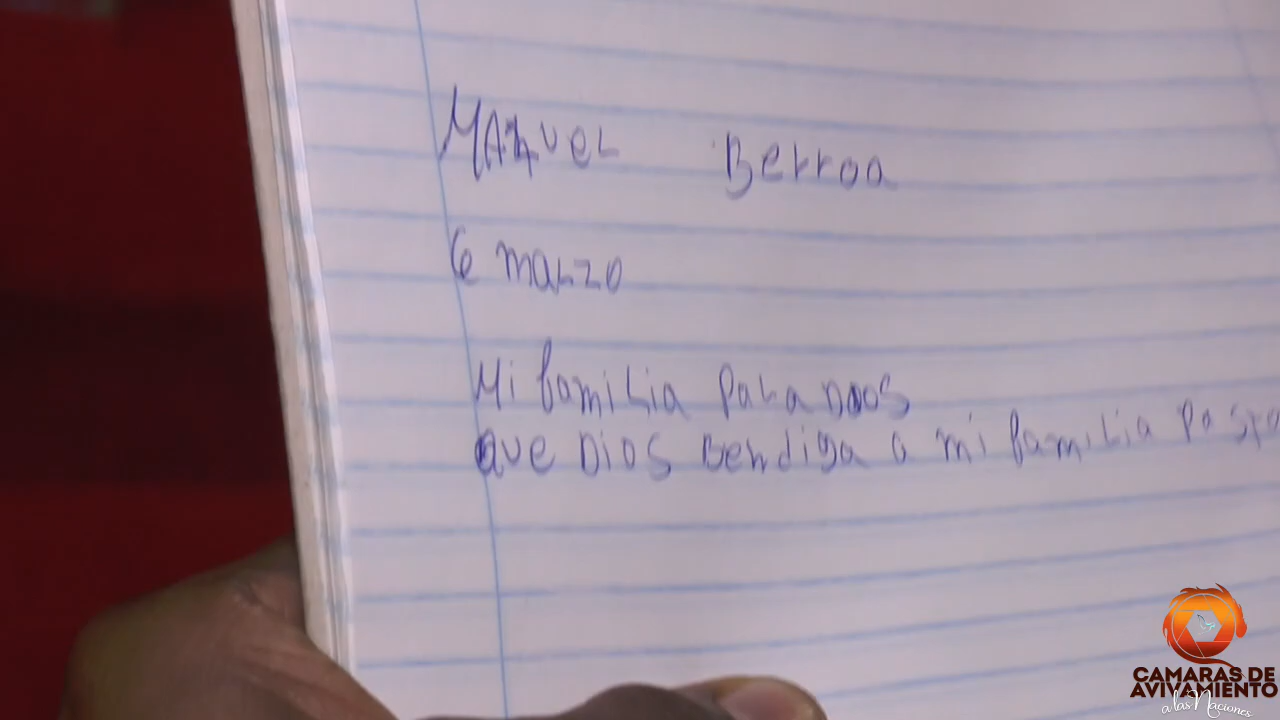 MANUEL Berroa
6 marzo
Mi familia para Dios
que Dios bendiga a mi familia
CAMARAS DE
AVIVAMIENTO
a las Naciones